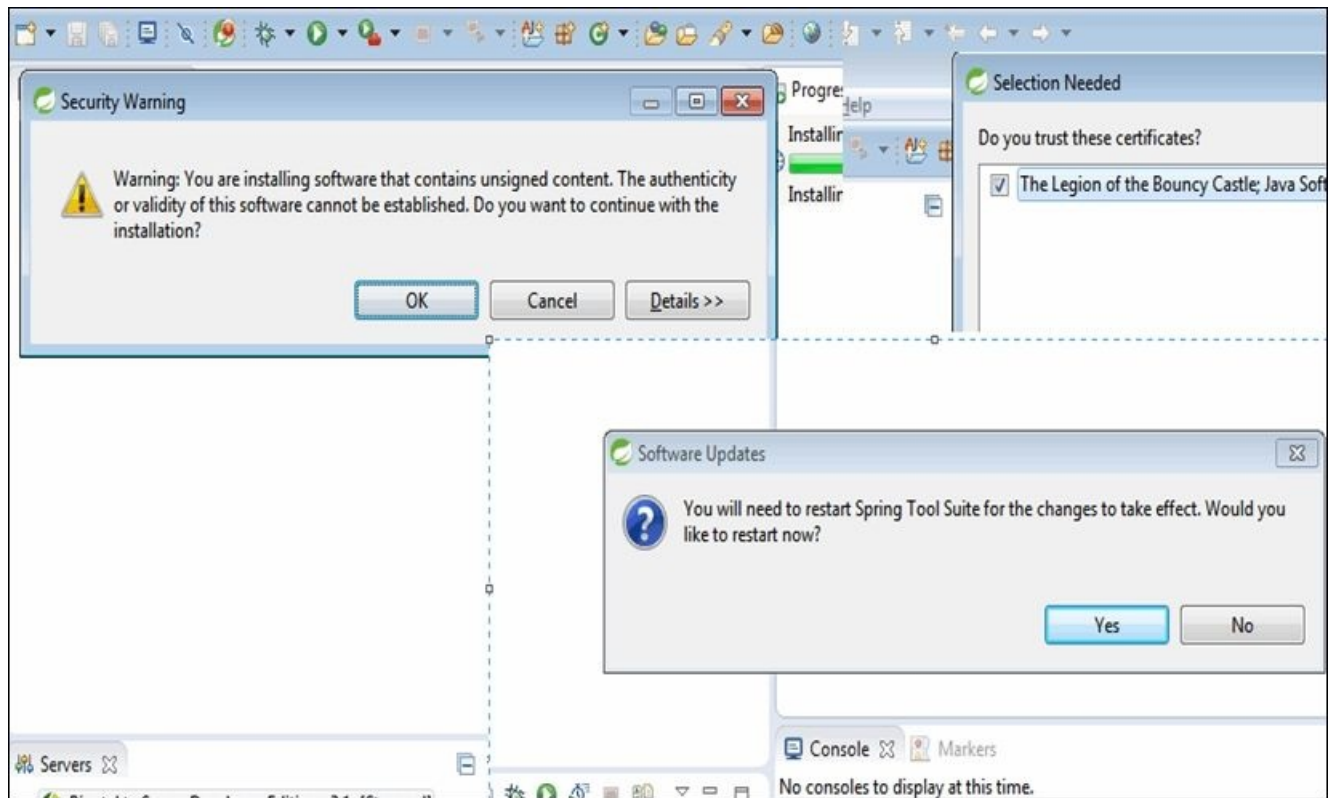 Security Warning
Warning: You are installing software that contains unsigned content. The authenticity
or validity of this software cannot be established. Do you want to continue with the
installation?
OK
Cancel
Details >>
Help
Selection Needed
Do you trust these certificates?
The Legion of the Bouncy Castle; Java Soft
Software Updates
You will need to restart Spring Tool Suite for the changes to take effect. Would you
like to restart now?
Yes
No
Servers
Console
Markers
No consoles to display at this time.